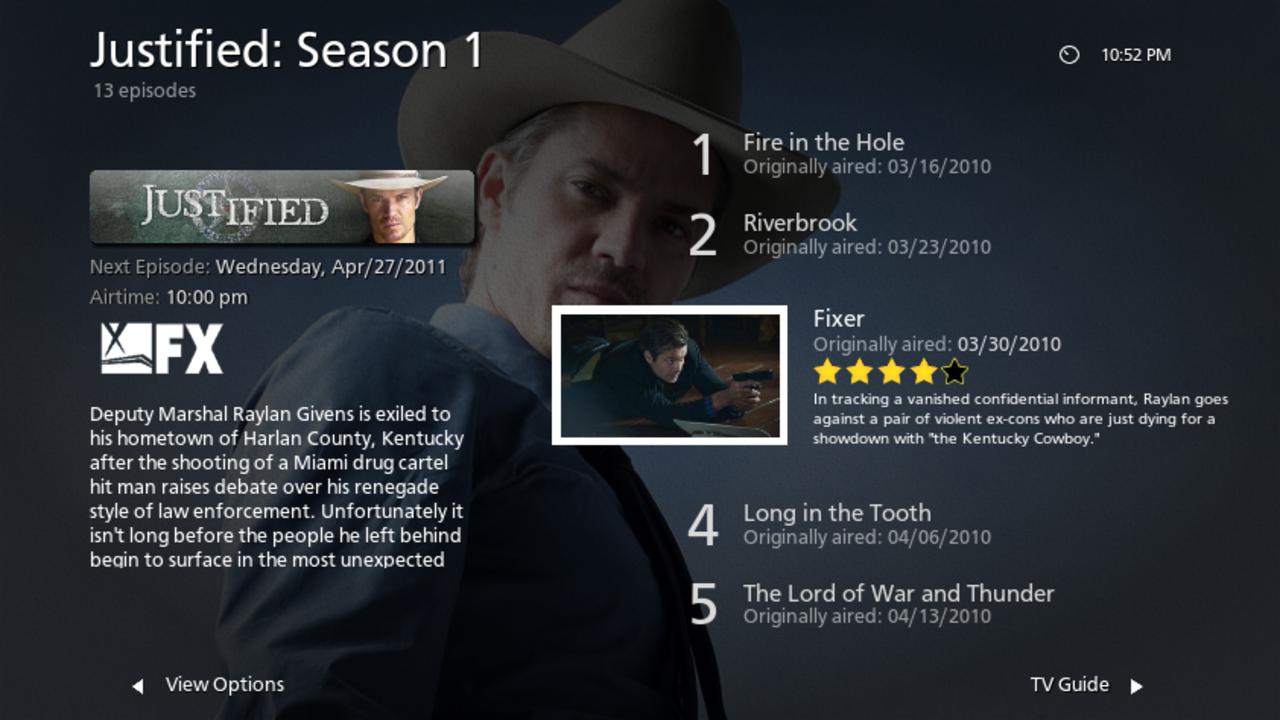 Justified: Season 1
13 episodes
10:52 PM
JUSTIFIED
Next Episode: Wednesday, Apr/27/2011
Airtime: 10:00 pm
FX
Deputy Marshal Raylan Givens is exiled to
his hometown of Harlan County, Kentucky
after the shooting of a Miami drug cartel
hit man raises debate over his renegade
style of law enforcement. Unfortunately it
isn't long before the people he left behind
begin to surface in the most unexpected
1
Fire in the Hole
Originally aired: 03/16/2010
2
Riverbrook
Originally aired: 03/23/2010
Fixer
Originally aired: 03/30/2010
In tracking a vanished confidential informant, Raylan goes
against a pair of violent ex-cons who are just dying for a
showdown with "the Kentucky Cowboy."
4
Long in the Tooth
Originally aired: 04/06/2010
5
The Lord of War and Thunder
Originally aired: 04/13/2010
View Options
TV Guide